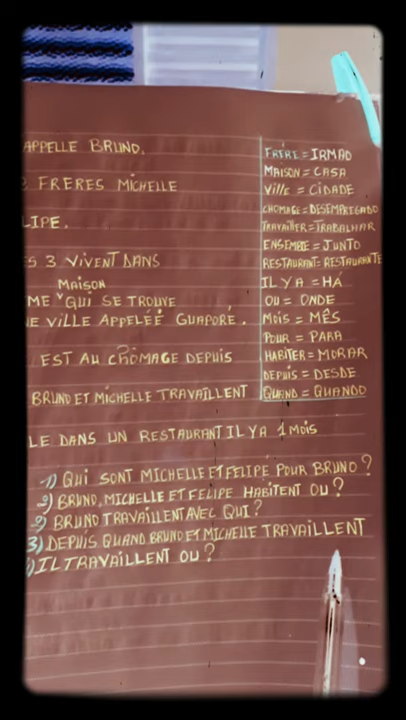 APPELLE BRUNO.
2 FRERES MICHELLE
LIPE.
S 3 VIVENT DANS
MAISON
ME QUI SE TROUVE
NE VILLE APPELÉÉ GUAPORÉ.
EST AU CHÔMAGE DEPUIS
BRUNO ET MICHELLE TRAVAILLENT
LE DANS UN RESTAURANT IL Y A 1 MOIS
FRÈRE = IRMÃO
MAISON = CASA
VILLE = CIDADE
CHOMAGE = DESEMPREGADO
TRAVAILLER = TRABALHAR
ENSEMBLE = JUNTO
RESTAURANT = RESTAURANTE
IL Y A = HÁ
OU = ONDE
MOIS = MÊS
POUR = PARA
HABITER = MORAR
DEPUIS = DESDE
QUAND = QUANDO
1) QUI SONT MICHELLE ET FELIPE POUR BRUNO ?
2) BRUNO, MICHELLE ET FELIPE HABITENT OU ?
3) BRUNO TRAVAILLENT AVEC QUI ?
3) DEPUIS QUAND BRUNO ET MICHELLE TRAVAILLENT
IL TRAVAILLENT OU ?